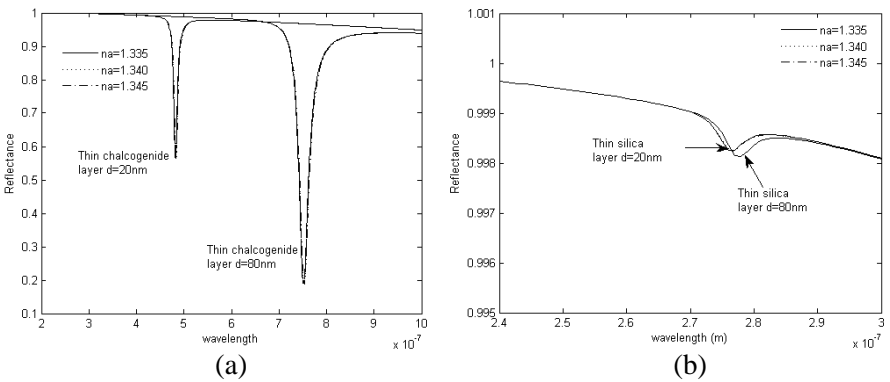 1
0.9
0.8
0.7
0.6
0.5
0.4
0.3
0.2
0.1
Reflectance
na=1.335
na=1.340
na=1.345
Thin chalcogenide
layer d=20nm
Thin chalcogenide
layer d=80nm
2 3 4 5 6 7 8 9 10
wavelength
x 10-7
(a)
1.001
1
0.999
0.998
0.997
0.996
0.995
Reflectance
na=1.335
na=1.340
na=1.345
Thin silica
layer d=20nm
Thin silica
layer d=80nm
2.4 2.5 2.6 2.7 2.8 2.9 3
wavelength (m)
x 10-7
(b)